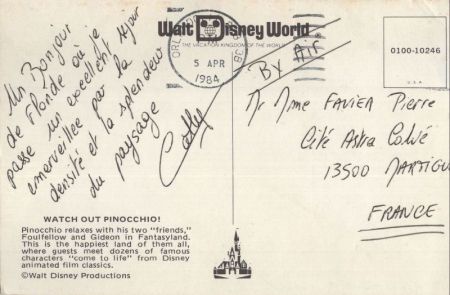 Walt Disney World
THE VACATION KINGDOM OF THE WORLD
5 APR
1984
0100-10246
U.S.A.
By Air
Un Bonjour
de Floride où je
passe un excellent séjour
émerveillée par la
densité et la splendeur
du paysage
Cathy
Mr Mme FAVIER Pierre
Cité Astra
13500 MARTIGU
FRANCE
WATCH OUT PINOCCHIO!
Pinocchio relaxes with his two "friends,"
Foulfellow and Gideon in Fantasyland.
This is the happiest land of them all,
where guests meet dozens of famous
characters "come to life" from Disney
animated film classics.
©Walt Disney Productions